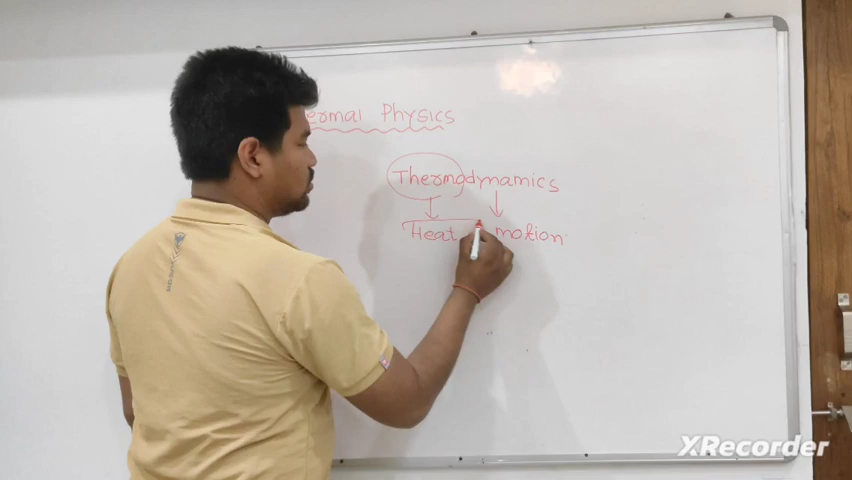 ermal Physics
Thermodynamics
Heat motion
XRecorder